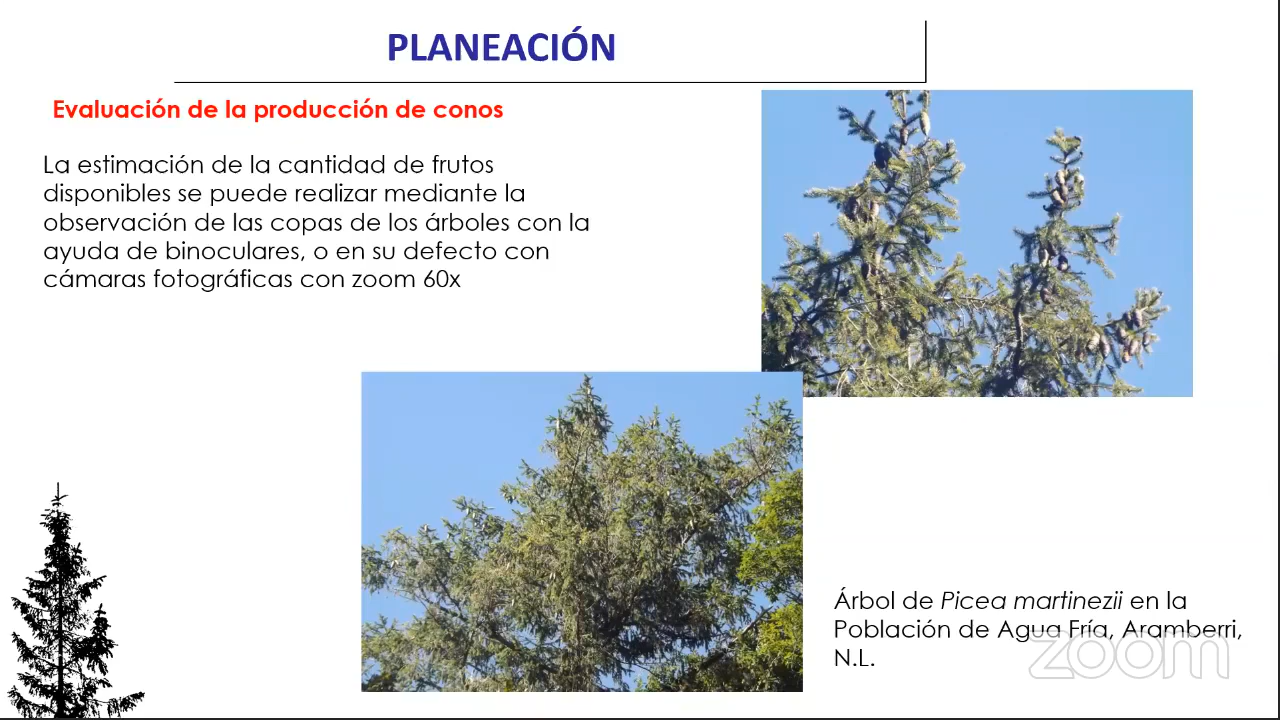 PLANEACIÓN
Evaluación de la producción de conos
La estimación de la cantidad de frutos
disponibles se puede realizar mediante la
observación de las copas de los árboles con la
ayuda de binoculares, o en su defecto con
cámaras fotográficas con zoom 60x
Árbol de Picea martinezii en la
Población de Agua Fría, Aramberri,
N.L.
zoom